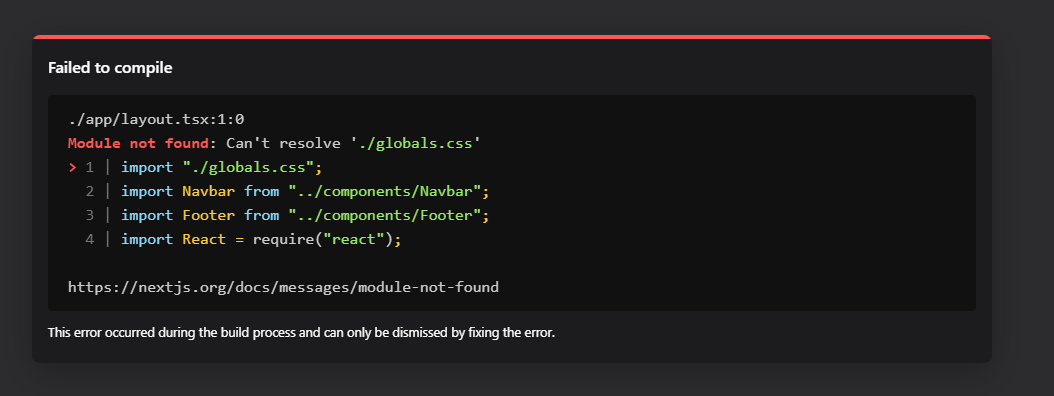 Failed to compile
./app/layout.tsx:1:0
Module not found: Can't resolve './globals.css'
> 1 | import "./globals.css";
2 | import Navbar from "../components/Navbar";
3 | import Footer from "../components/Footer";
4 | import React = require("react");
https://nextjs.org/docs/messages/module-not-found
This error occurred during the build process and can only be dismissed by fixing the error.